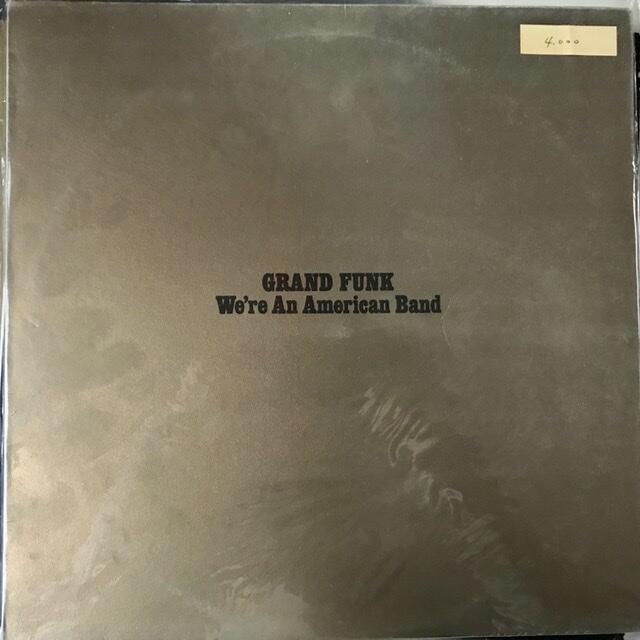 4.000
GRAND FUNK
We're An American Band